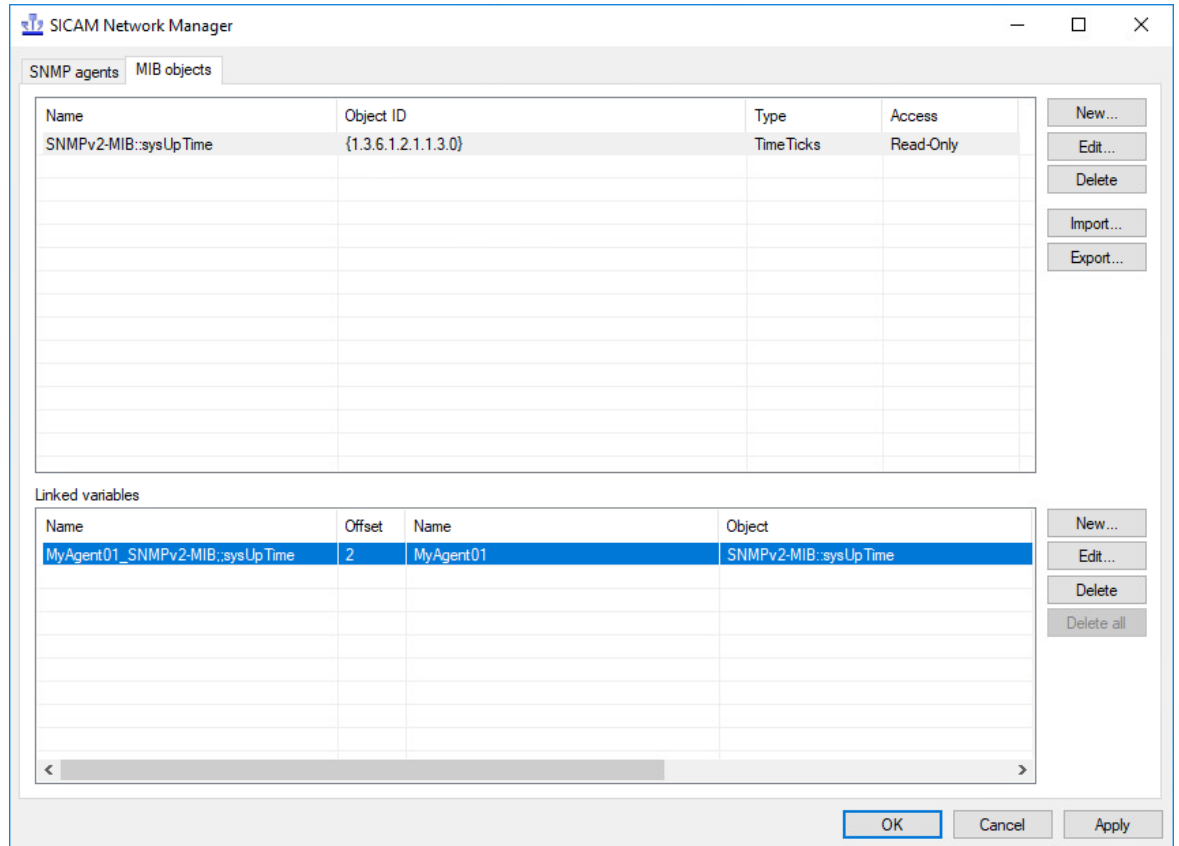 SICAM Network Manager
SNMP agents MIB objects
Name Object ID Type Access
SNMPv2-MIB::sysUpTime {1.3.6.1.2.1.1.3.0} TimeTicks Read-Only
New...
Edit...
Delete
Import...
Export...
Linked variables
Name Offset Name Object
MyAgent01_SNMPv2-MIB;;sysUpTime 2 MyAgent01 SNMPv2-MIB::sysUpTime
New...
Edit...
Delete
Delete all
OK Cancel Apply